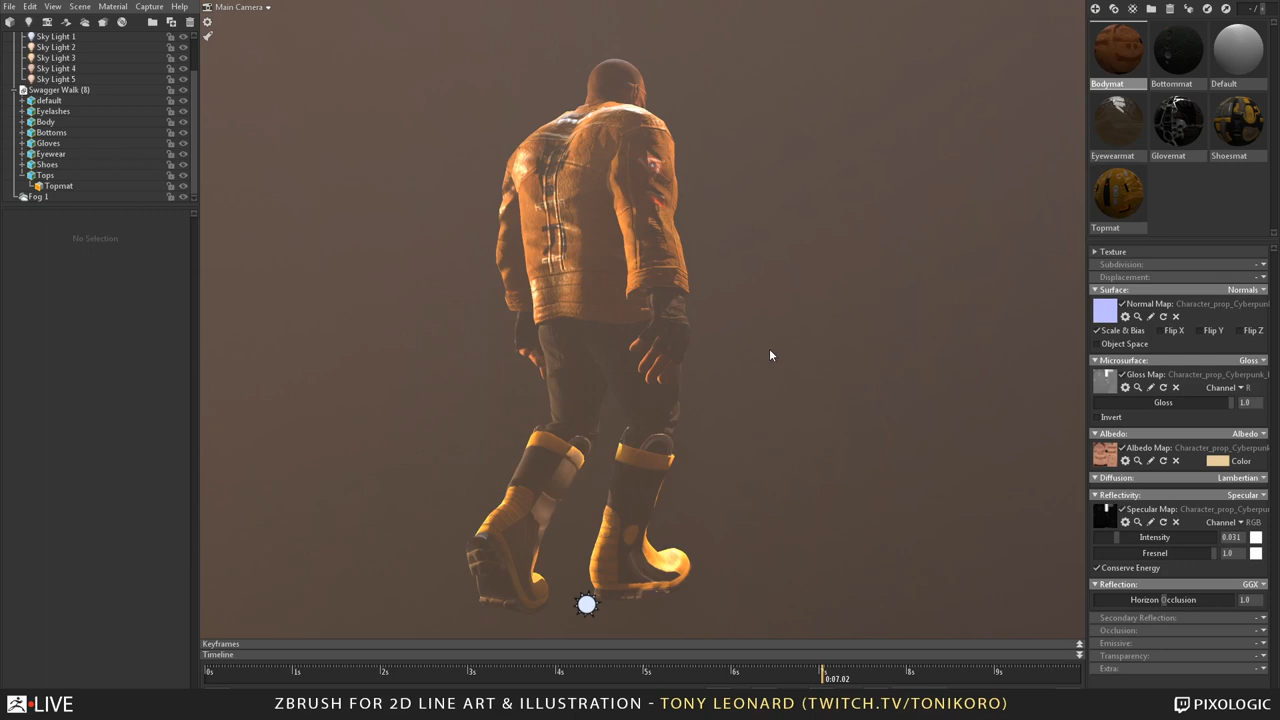 File Edit View Scene Material Capture Help
Main Camera
Sky Light 1
Sky Light 2
Sky Light 3
Sky Light 4
Sky Light 5
Swagger Walk (8)
default
Eyelashes
Body
Bottoms
Gloves
Eyewear
Shoes
Tops
Topmat
Fog 1
No Selection
Keyframes
Timeline
0s 1s 2s 3s 4s 5s 6s 8s 9s
0:07.02
- /
Bodymat Bottommat Default
Eyewearmat Glovemat Shoesmat
Topmat
Texture
Subdivision: -
Displacement: -
Surface: Normals
Normal Map: Character_prop_Cyberpunk
Scale & Bias Flip X Flip Y Flip Z
Object Space
Microsurface: Gloss
Gloss Map: Character_prop_Cyberpunk_
Channel R
Gloss 1.0
Invert
Albedo: Albedo
Albedo Map: Character_prop_Cyberpunk
Color
Diffusion: Lambertian
Reflectivity: Specular
Specular Map: Character_prop_Cyberpu
Channel RGB
Intensity 0.031
Fresnel 1.0
Conserve Energy
Reflection: GGX
Horizon Occlusion 1.0
Secondary Reflection: -
Occlusion: -
Emissive: -
Transparency: -
Extra: -
LIVE
ZBRUSH FOR 2D LINE ART & ILLUSTRATION - TONY LEONARD (TWITCH.TV/TONIKORO)
PIXOLOGIC